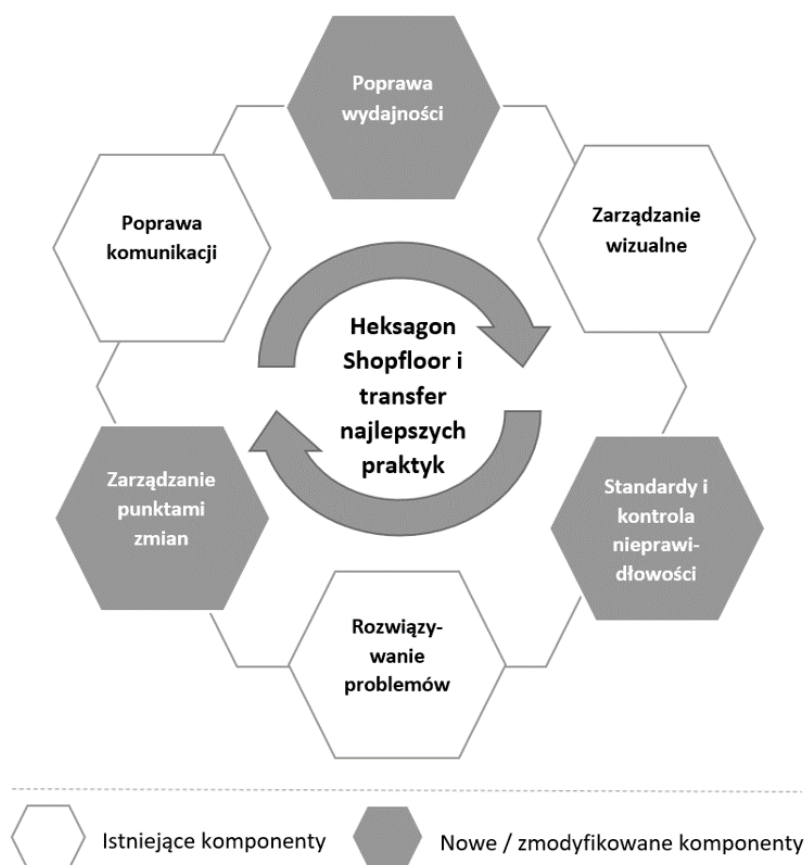 Poprawa
wydajności
Poprawa
komunikacji
Zarządzanie
wizualne
Heksagon
Shopfloor i
transfer
najlepszych
praktyk
Zarządzanie
punktami
zmian
Standardy i
kontrola
nieprawi-
dłowości
Rozwiązy-
wanie
problemów
Istniejące komponenty
Nowe / zmodyfikowane komponenty